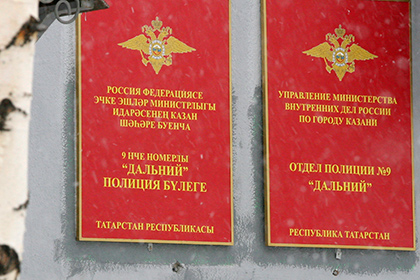 РОССИЯ ФЕДЕРАЦИЯСЕ
ЭЧКЕ ЭШЛӘР МИНИСТРЛЫГЫ
ИДАРӘСЕНЕҢ КАЗАН
ШӘҺӘРЕ БУЕНЧА
9 НЧЕ НОМЕРЛЫ
“ДАЛЬНИЙ”
ПОЛИЦИЯ БҮЛЕГЕ
ТАТАРСТАН РЕСПУБЛИКАСЫ
УПРАВЛЕНИЕ МИНИСТЕРСТВА
ВНУТРЕННИХ ДЕЛ РОССИИ
ПО ГОРОДУ КАЗАНИ
ОТДЕЛ ПОЛИЦИИ №9
“ДАЛЬНИЙ”
РЕСПУБЛИКА ТАТАРСТАН